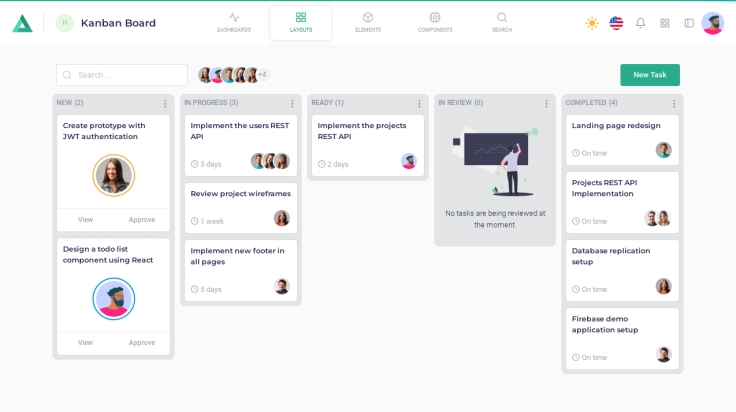 H
Kanban Board
DASHBOARDS
LAYOUTS
ELEMENTS
COMPONENTS
SEARCH
Search...
+4
New Task
NEW (2)
Create prototype with
JWT authentication
View
Approve
Design a todo list
component using React
View
Approve
IN PROGRESS (3)
Implement the users REST
API
3 days
Review project wireframes
1 week
Implement new footer in
all pages
5 days
READY (1)
Implement the projects
REST API
2 days
IN REVIEW (0)
No tasks are being reviewed at
the moment.
COMPLETED (4)
Landing page redesign
On time
Projects REST API
Implementation
On time
Database replication
setup
On time
Firebase demo
application setup
On time